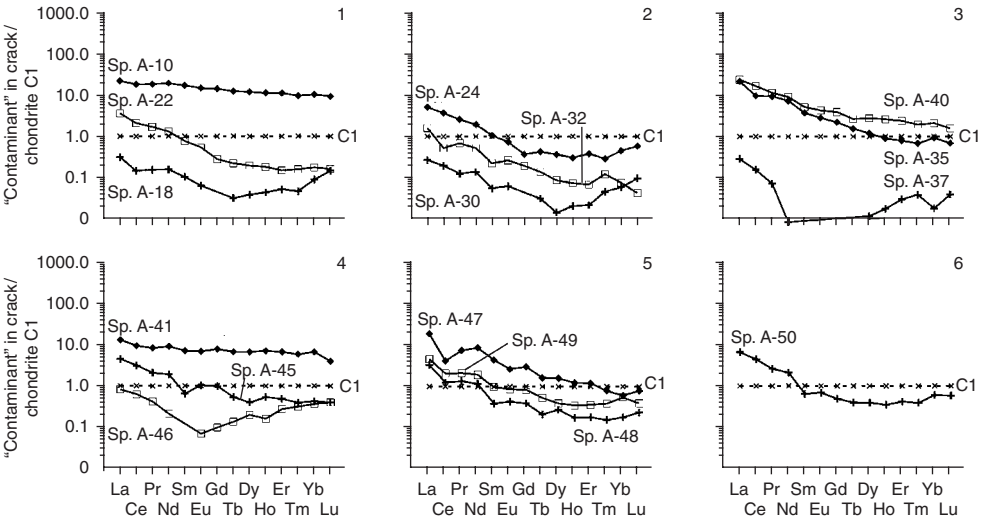 "Contaminant" in crack/
chondrite C1
1000.0
100.0
10.0
1.0
0.1
0
1
Sp. A-10
Sp. A-22
C1
Sp. A-18
2
Sp. A-24
Sp. A-32
C1
Sp. A-30
3
Sp. A-40
C1
Sp. A-35
Sp. A-37
"Contaminant" in crack/
chondrite C1
1000.0
100.0
10.0
1.0
0.1
0
4
Sp. A-41
Sp. A-45
C1
Sp. A-46
5
Sp. A-47
Sp. A-49
C1
Sp. A-48
6
Sp. A-50
C1
La Pr Sm Gd Dy Er Yb
Ce Nd Eu Tb Ho Tm Lu
La Pr Sm Gd Dy Er Yb
Ce Nd Eu Tb Ho Tm Lu
La Pr Sm Gd Dy Er Yb
Ce Nd Eu Tb Ho Tm Lu